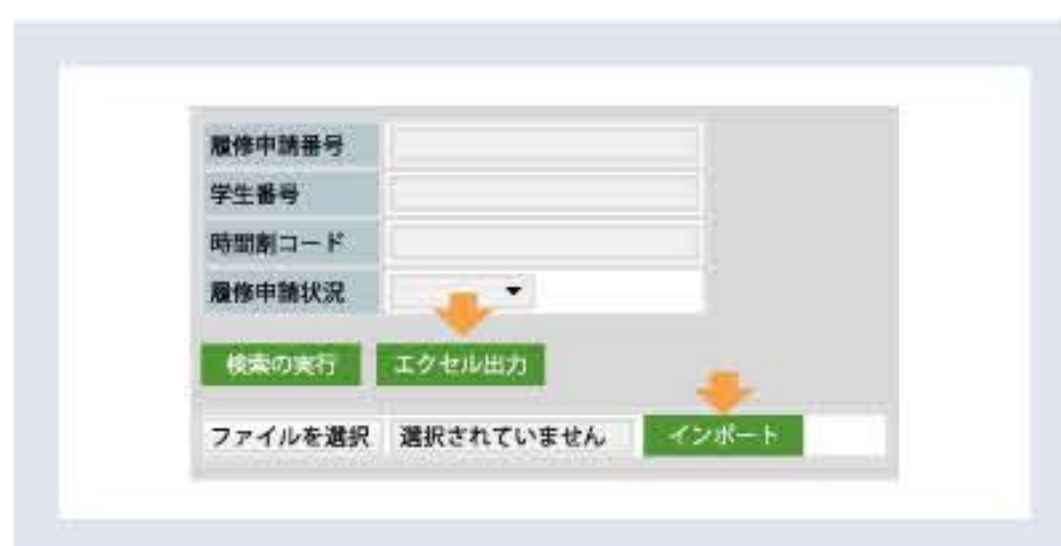 履修申請番号
学生番号
時間割コード
履修申請状況
検索の実行 エクセル出力
ファイルを選択 選択されていません インポート